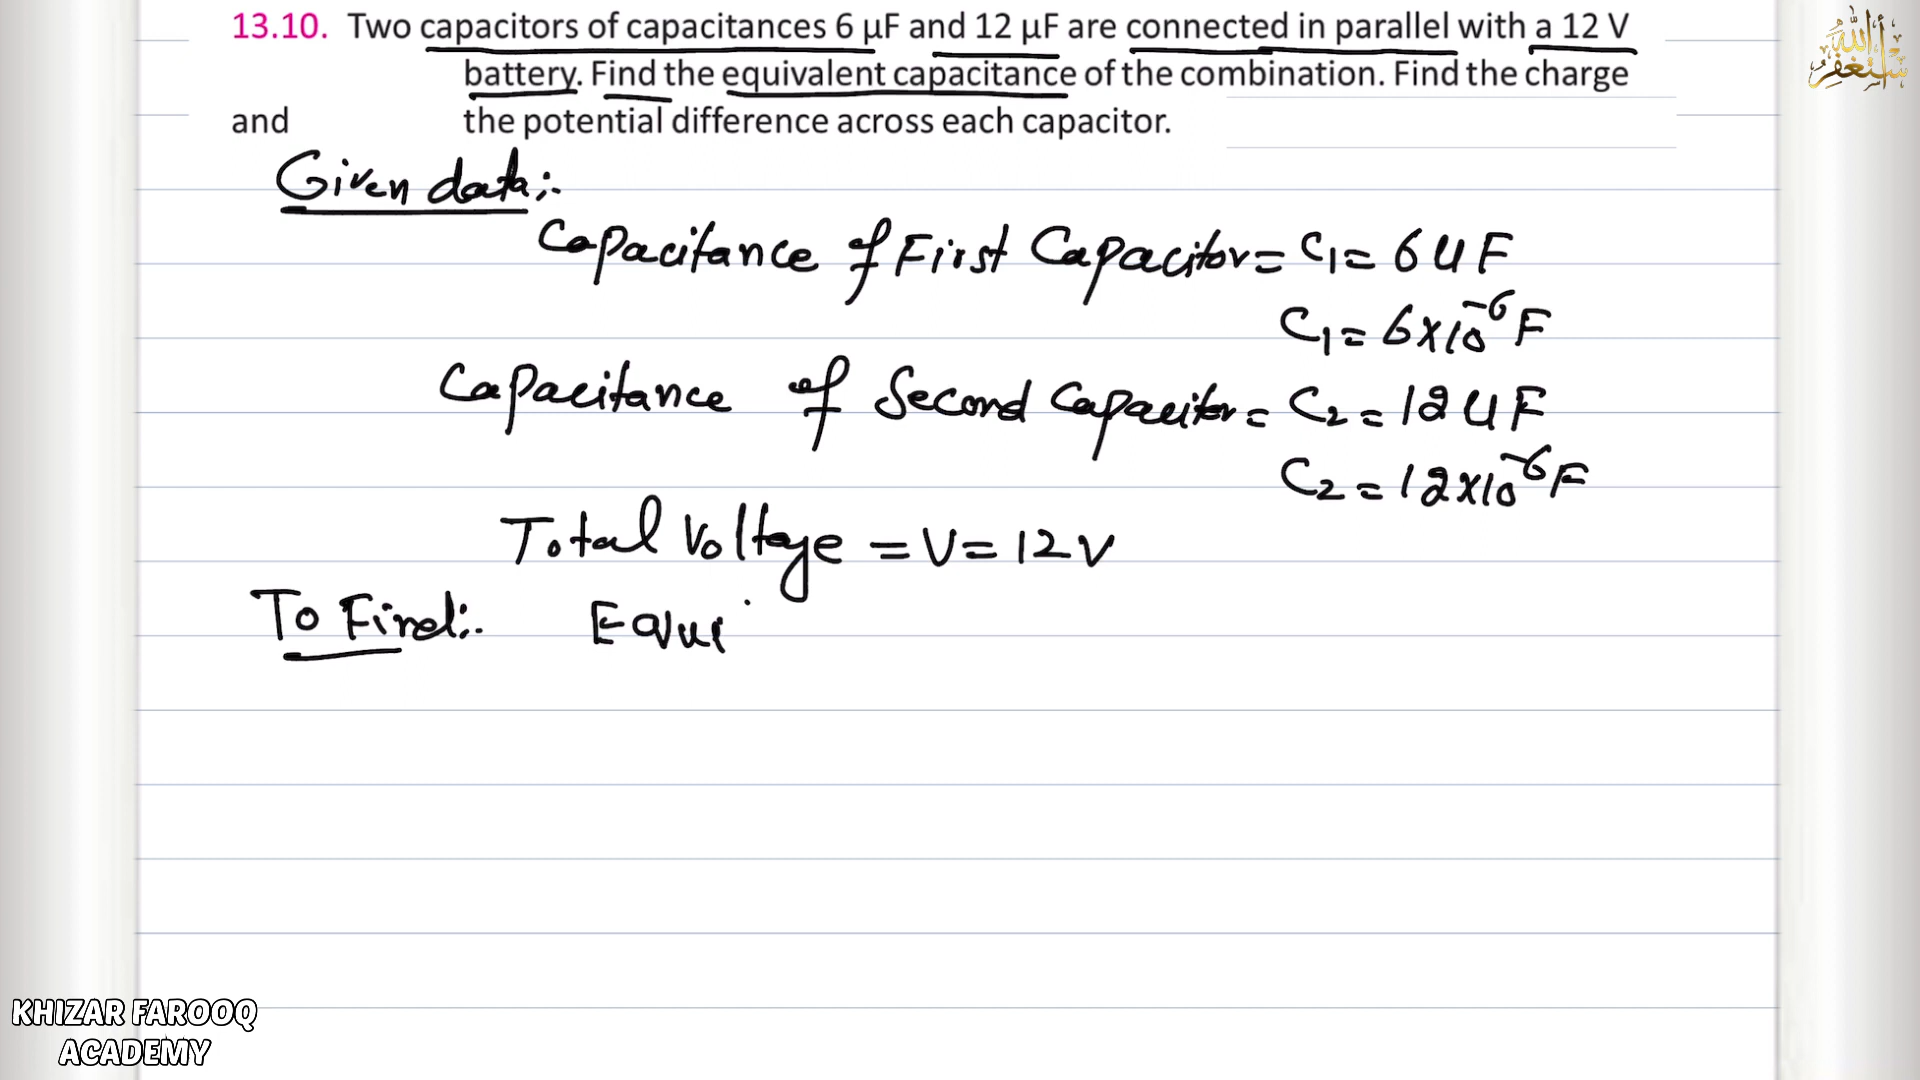 13.10. Two capacitors of capacitances 6 μF and 12 μF are connected in parallel with a 12 V
battery. Find the equivalent capacitance of the combination. Find the charge
and the potential difference across each capacitor.
Given data:-
Capacitance of First Capacitor = C₁ = 6 μF
C₁ = 6×10⁻⁶ F
Capacitance of Second Capacitor = C₂ = 12 μF
C₂ = 12×10⁻⁶ F
Total Voltage = V = 12 V
To Find:- Equi
KHIZAR FAROOQ
ACADEMY
أستغفر الله